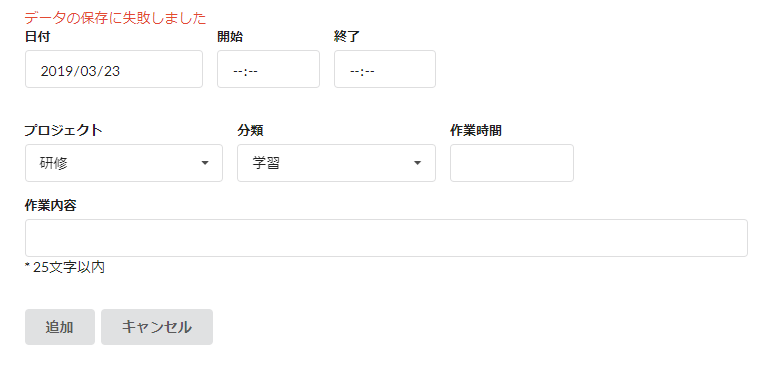 データの保存に失敗しました
日付 開始 終了
2019/03/23 --:-- --:--
プロジェクト 分類 作業時間
研修 学習
作業内容
* 25文字以内
追加 キャンセル